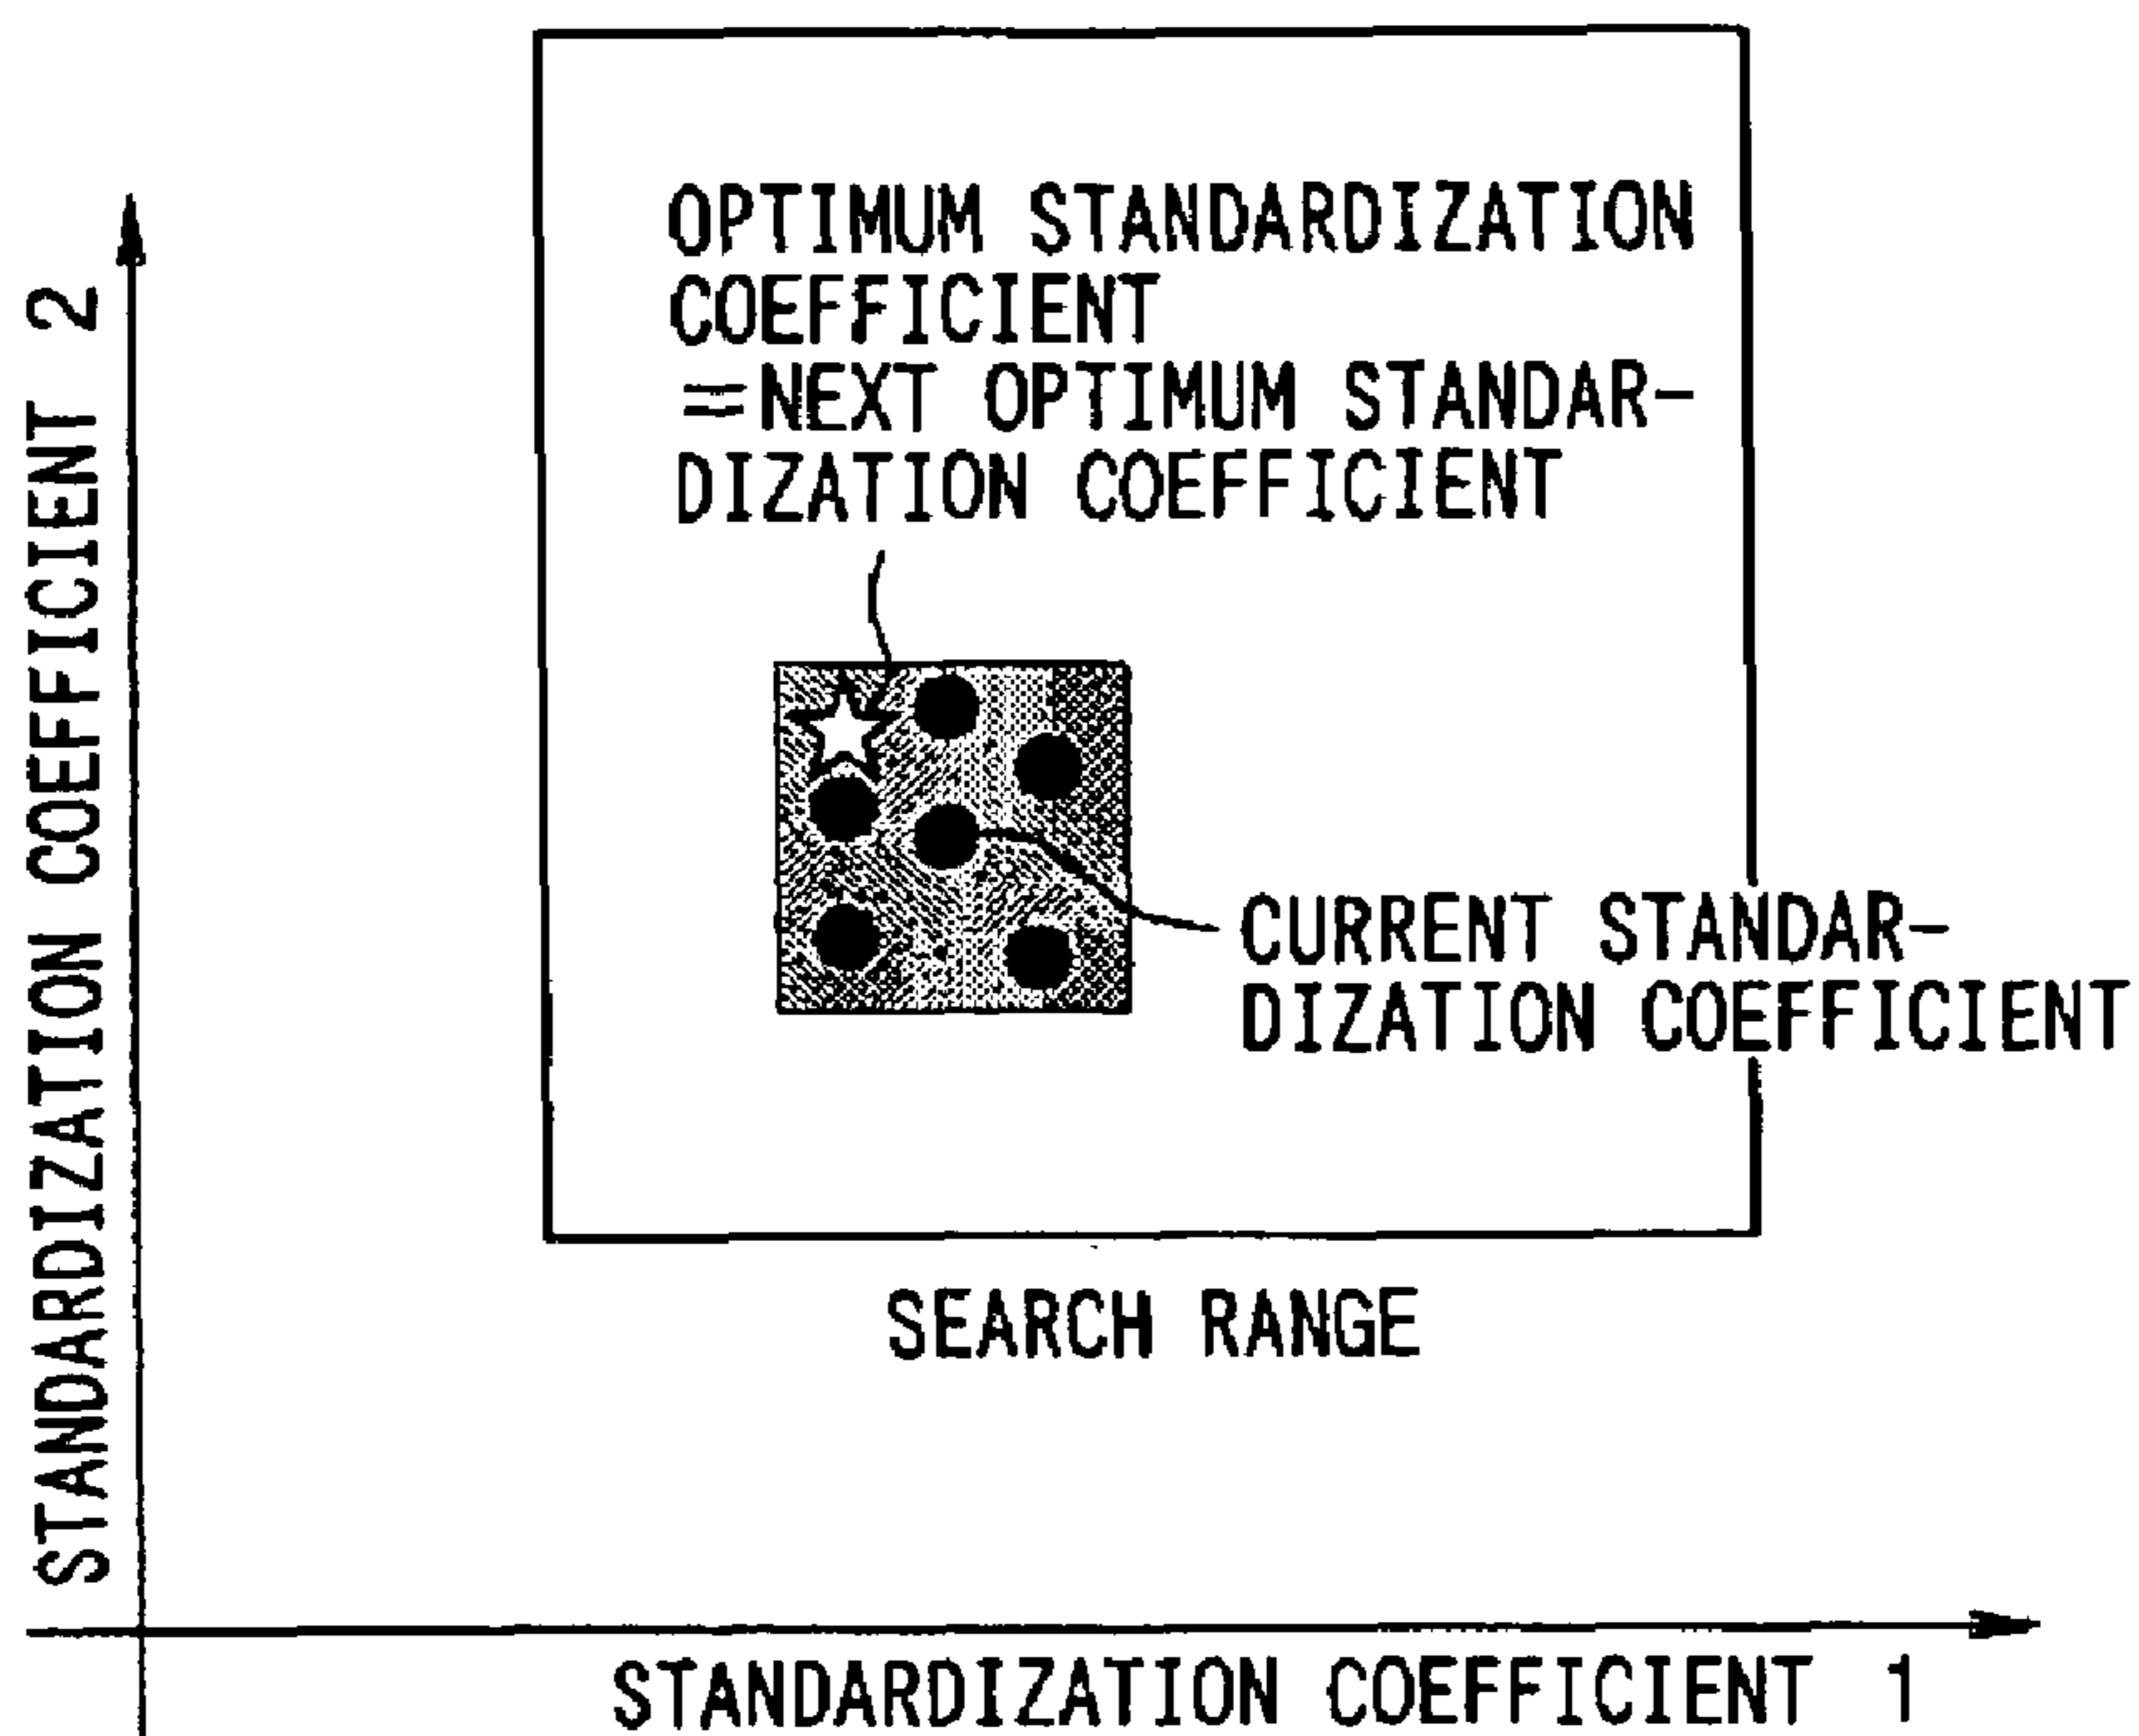 OPTIMUM STANDARDIZATION
COEFFICIENT
=NEXT OPTIMUM STANDAR-
DIZATION COEFFICIENT
CURRENT STANDAR-
DIZATION COEFFICIENT
SEARCH RANGE
STANDARDIZATION COEFFICIENT 2
STANDARDIZATION COEFFICIENT 1